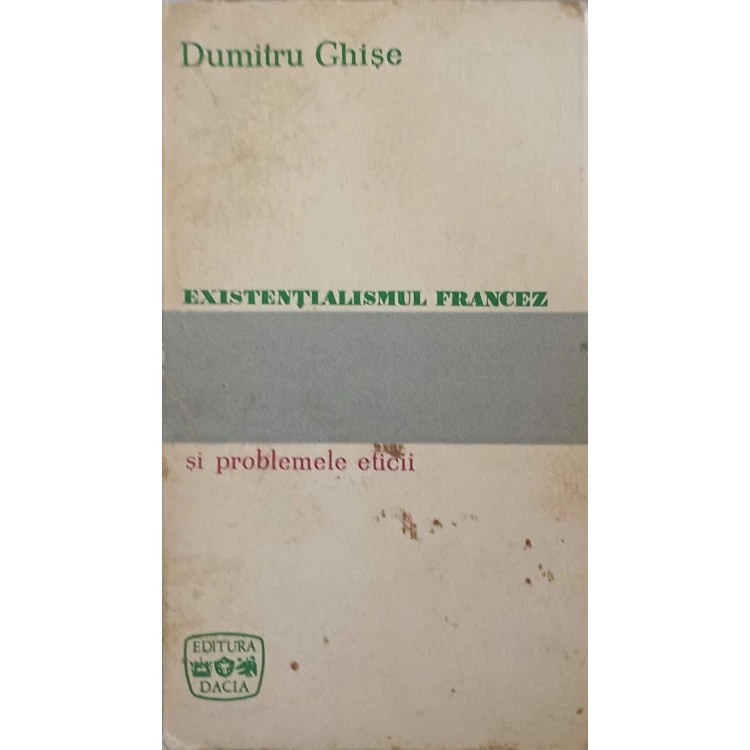 Dumitru Ghișe
EXISTENȚIALISMUL FRANCEZ
și problemele eticii
EDITURA
DACIA